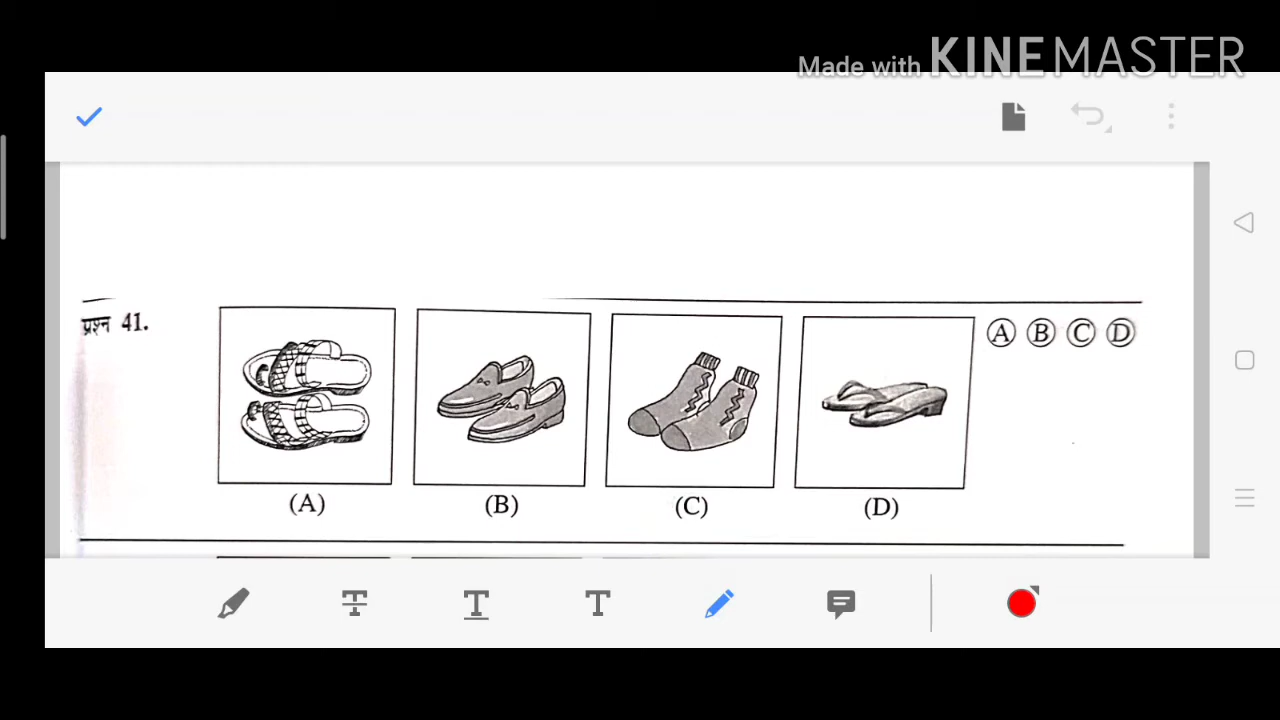 Made with KINEMASTER
प्रश्न 41.
A B C D
(A) (B) (C) (D)
T T T